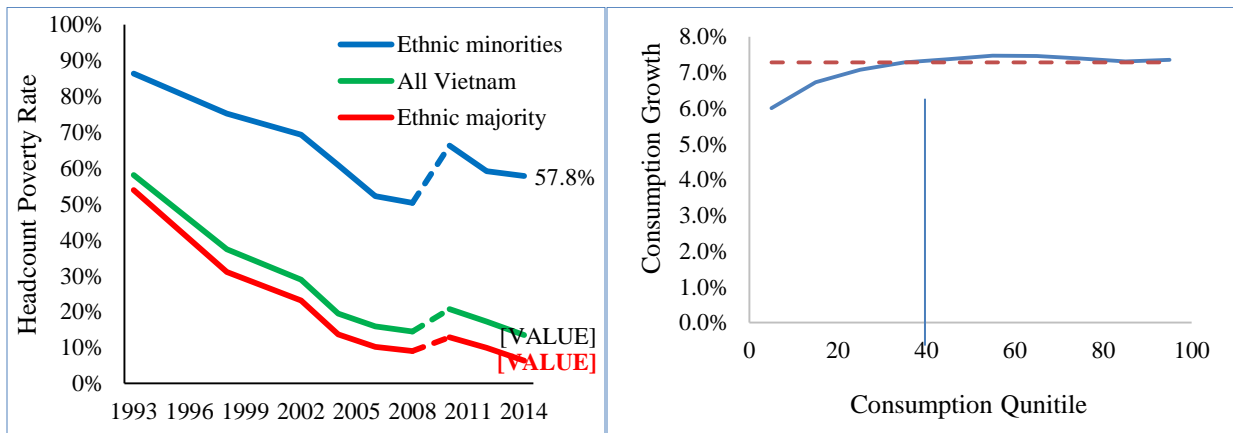 100%
90%
80%
70%
60%
50%
40%
30%
20%
10%
0%
Headcount Poverty Rate
Ethnic minorities
All Vietnam
Ethnic majority
57.8%
[VALUE]
[VALUE]
1993 1996 1999 2002 2005 2008 2011 2014
8.0%
7.0%
6.0%
5.0%
4.0%
3.0%
2.0%
1.0%
0.0%
Consumption Growth
0 20 40 60 80 100
Consumption Qunitile